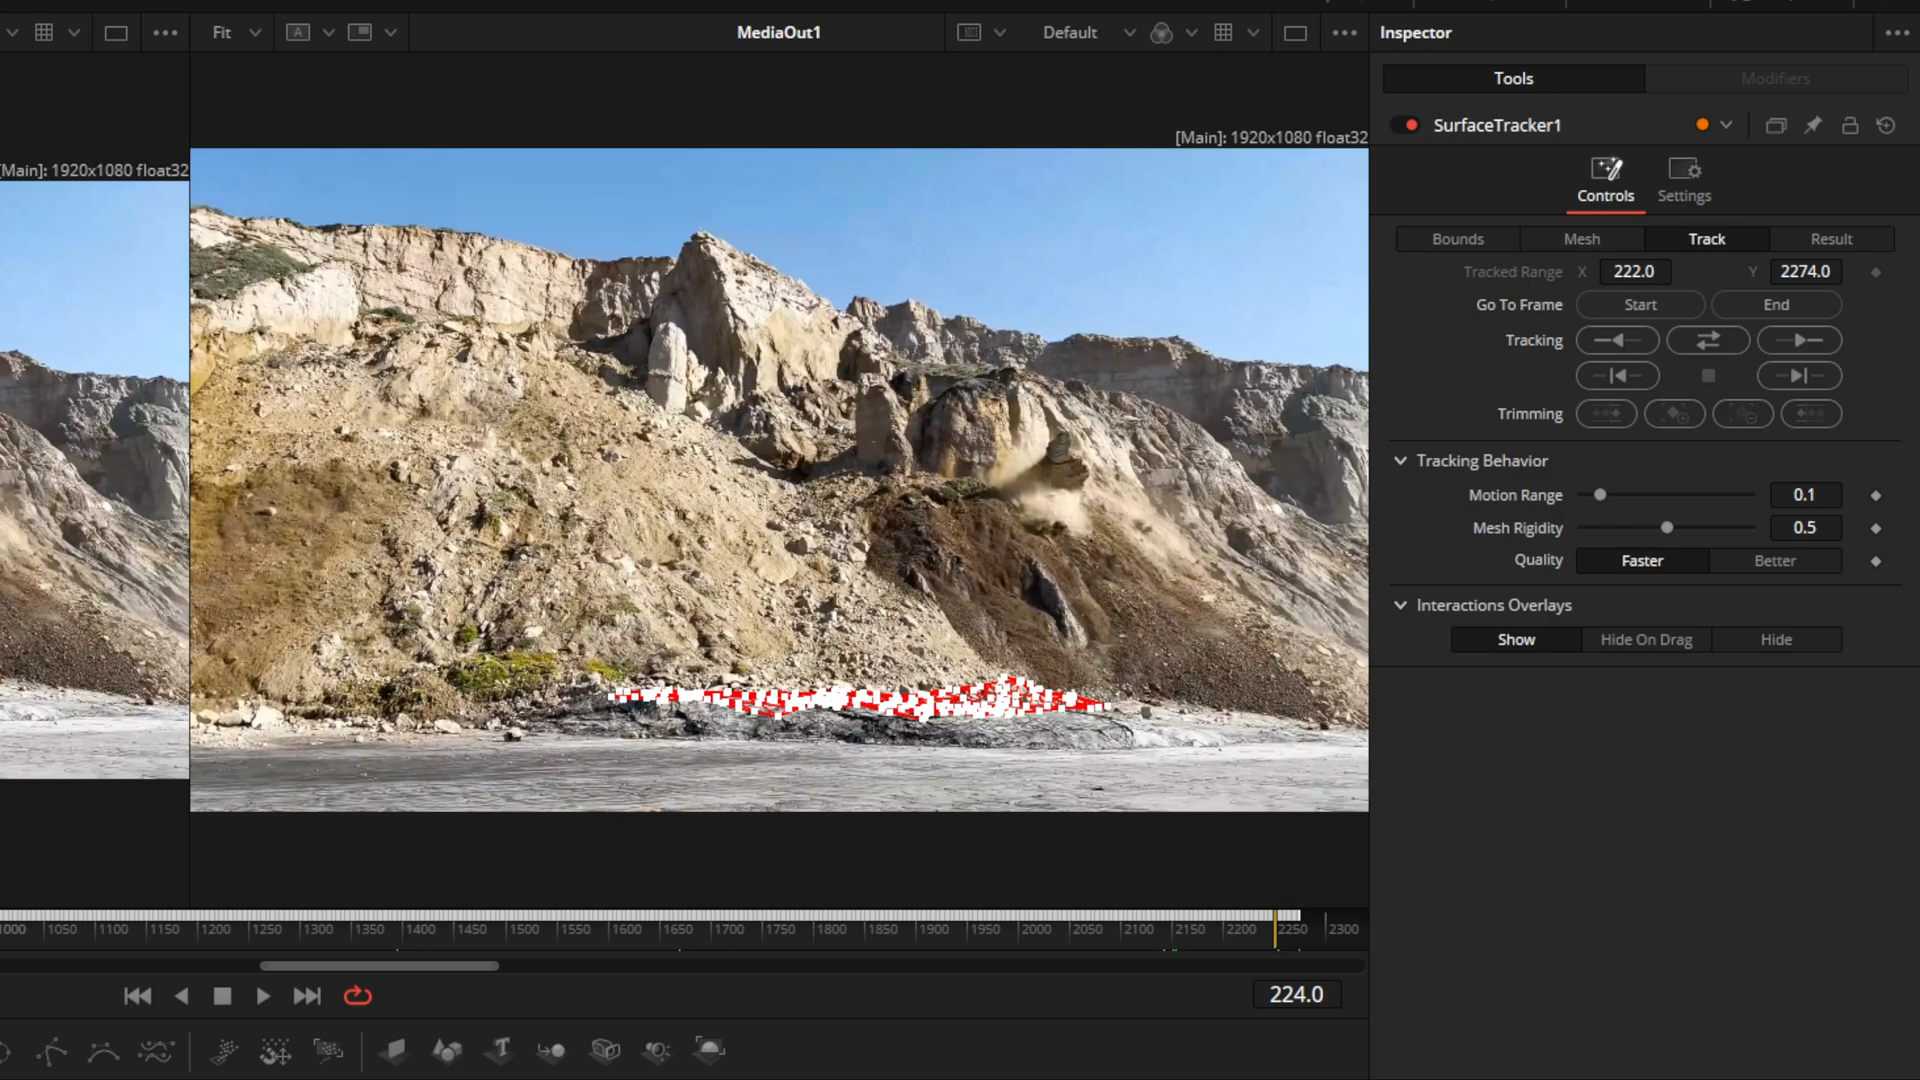 Fit
A
MediaOut1
Default
Inspector
Tools
Modifiers
[Main]: 1920x1080 float32
[Main]: 1920x1080 float32
SurfaceTracker1
Controls
Settings
Bounds
Mesh
Track
Result
Tracked Range X 222.0 Y 2274.0
Go To Frame Start End
Tracking
Trimming
Tracking Behavior
Motion Range 0.1
Mesh Rigidity 0.5
Quality Faster Better
Interactions Overlays
Show Hide On Drag Hide
1000 1050 1100 1150 1200 1250 1300 1350 1400 1450 1500 1550 1600 1650 1700 1750 1800 1850 1900 1950 2000 2050 2100 2150 2200 2250 2300
224.0